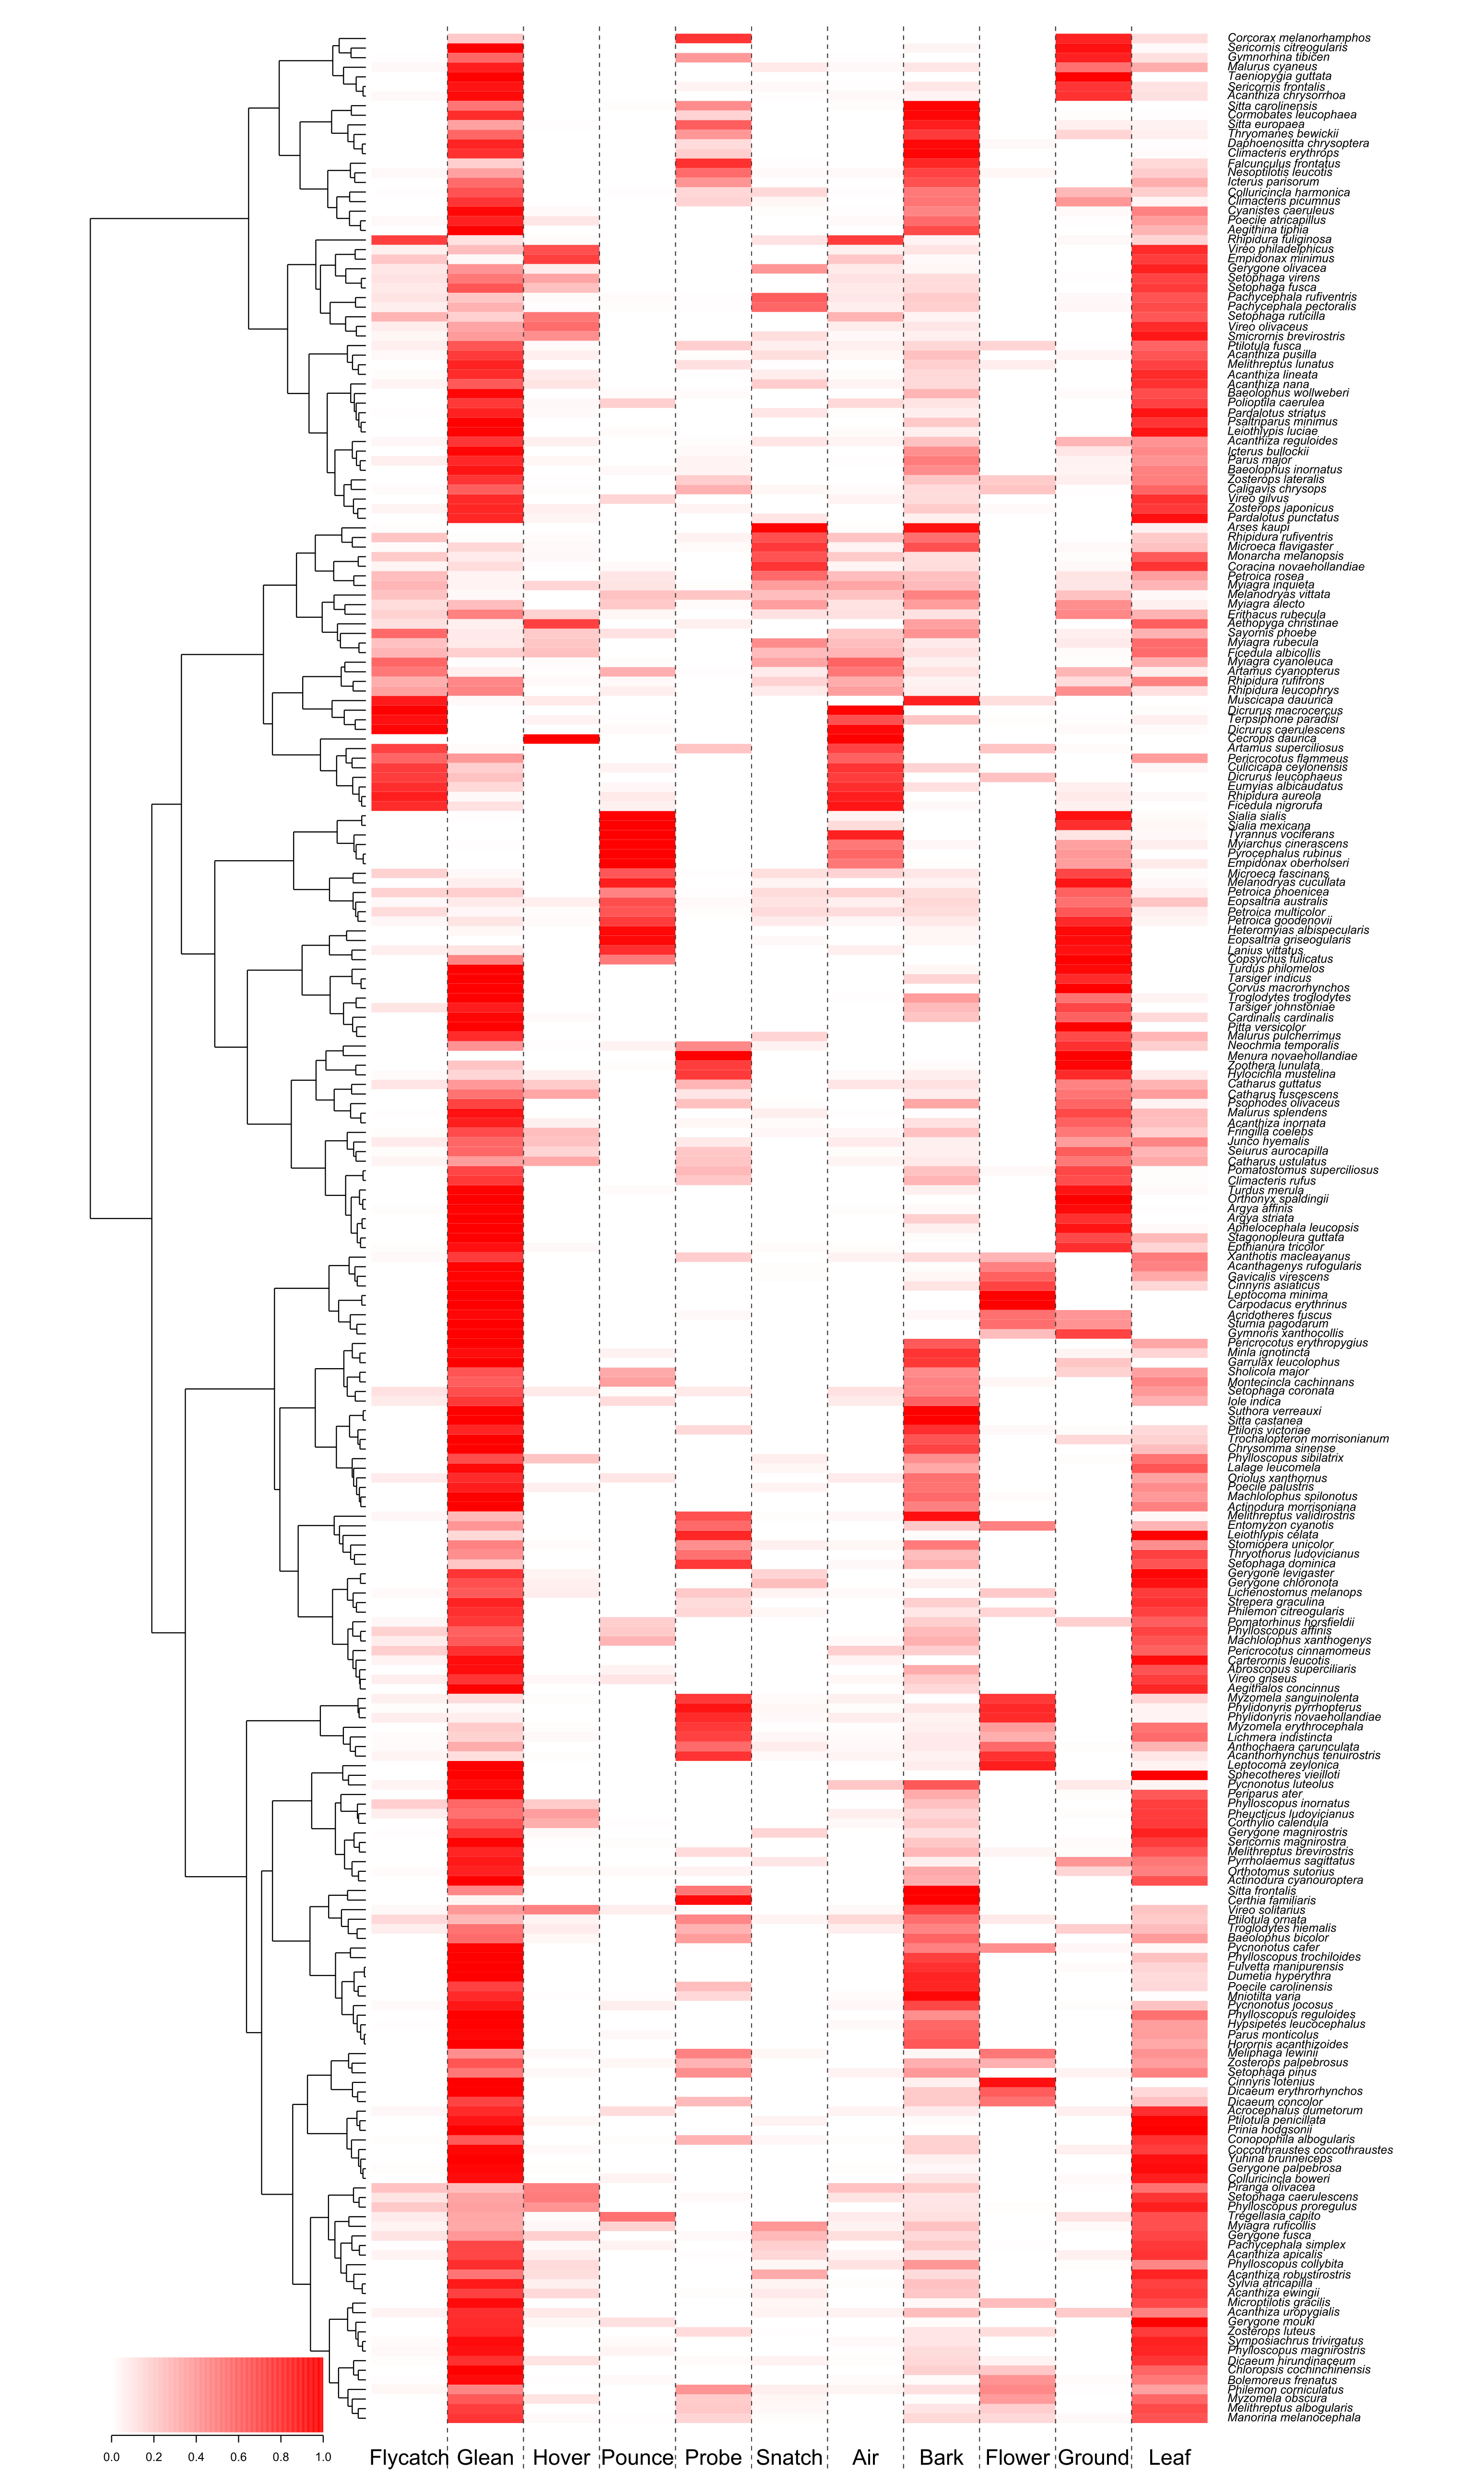 Corcorax melanorhamphos
Sericornis citreogularis
Gymnorhina tibicen
Malurus cyaneus
Taeniopygia guttata
Sericornis frontalis
Acanthiza chrysorrhoa
Sitta carolinensis
Cormobates leucophaea
Sitta europaea
Thryomanes bewickii
Daphoenositta chrysoptera
Climacteris erythrops
Falcunculus frontatus
Nesoptilotis leucotis
Icterus parisorum
Colluricincla harmonica
Climacteris picumnus
Cyanistes caeruleus
Poecile atricapillus
Aegithina tiphia
Rhipidura fuliginosa
Vireo philadelphicus
Empidonax minimus
Gerygone olivacea
Setophaga virens
Setophaga fusca
Pachycephala rufiventris
Pachycephala pectoralis
Setophaga ruticilla
Vireo olivaceus
Smicrornis brevirostris
Ptilotula fusca
Acanthiza pusilla
Melithreptus lunatus
Acanthiza lineata
Acanthiza nana
Baeolophus wollweberi
Polioptila caerulea
Pardalotus striatus
Psaltriparus minimus
Leiothlypis luciae
Acanthiza reguloides
Icterus bullockii
Parus major
Baeolophus inornatus
Zosterops lateralis
Caligavis chrysops
Vireo gilvus
Zosterops japonicus
Pardalotus punctatus
Arses kaupi
Rhipidura rufiventris
Microeca flavigaster
Monarcha melanopsis
Coracina novaehollandiae
Petroica rosea
Myiagra inquieta
Melanodryas vittata
Myiagra alecto
Erithacus rubecula
Aethopyga christinae
Sayornis phoebe
Myiagra rubecula
Ficedula albicollis
Myiagra cyanoleuca
Artamus cyanopterus
Rhipidura rufifrons
Rhipidura leucophrys
Muscicapa dauurica
Dicrurus macrocercus
Terpsiphone paradisi
Dicrurus caerulescens
Cecropis daurica
Artamus superciliosus
Pericrocotus flammeus
Culicicapa ceylonensis
Dicrurus leucophaeus
Eumyias albicaudatus
Rhipidura aureola
Ficedula nigrorufa
Sialia sialis
Sialia mexicana
Tyrannus vociferans
Myiarchus cinerascens
Pyrocephalus rubinus
Empidonax oberholseri
Microeca fascinans
Melanodryas cucullata
Petroica phoenicea
Eopsaltria australis
Petroica multicolor
Petroica goodenovii
Heteromyias albispecularis
Eopsaltria griseogularis
Lanius vittatus
Copsychus fulicatus
Turdus philomelos
Tarsiger indicus
Corvus macrorhynchos
Troglodytes troglodytes
Tarsiger johnstoniae
Cardinalis cardinalis
Pitta versicolor
Malurus pulcherrimus
Neochmia temporalis
Menura novaehollandiae
Zoothera lunulata
Hylocichla mustelina
Catharus guttatus
Catharus fuscescens
Psophodes olivaceus
Malurus splendens
Acanthiza inornata
Fringilla coelebs
Junco hyemalis
Seiurus aurocapilla
Catharus ustulatus
Pomatostomus superciliosus
Climacteris rufus
Turdus merula
Orthonyx spaldingii
Argya affinis
Argya striata
Aphelocephala leucopsis
Stagonopleura guttata
Epthianura tricolor
Xanthotis macleayanus
Acanthagenys rufogularis
Gavicalis virescens
Cinnyris asiaticus
Leptocoma minima
Carpodacus erythrinus
Acridotheres fuscus
Sturnia pagodarum
Gymnoris xanthocollis
Pericrocotus erythropygius
Minla ignotincta
Garrulax leucolophus
Sholicola major
Montecincla cachinnans
Setophaga coronata
Iole indica
Suthora verreauxi
Sitta castanea
Ptiloris victoriae
Trochalopteron morrisonianum
Chrysomma sinense
Phylloscopus sibilatrix
Lalage leucomela
Oriolus xanthornus
Poecile palustris
Machlolophus spilonotus
Actinodura morrisoniana
Melithreptus validirostris
Entomyzon cyanotis
Leiothlypis celata
Stomiopera unicolor
Thryothorus ludovicianus
Setophaga dominica
Gerygone levigaster
Gerygone chloronota
Lichenostomus melanops
Strepera graculina
Philemon citreogularis
Pomatorhinus horsfieldii
Phylloscopus affinis
Machlolophus xanthogenys
Pericrocotus cinnamomeus
Carterornis leucotis
Abroscopus superciliaris
Vireo griseus
Aegithalos concinnus
Myzomela sanguinolenta
Phylidonyris pyrrhopterus
Phylidonyris novaehollandiae
Myzomela erythrocephala
Lichmera indistincta
Anthochaera carunculata
Acanthorhynchus tenuirostris
Leptocoma zeylonica
Sphecotheres vieilloti
Pycnonotus luteolus
Periparus ater
Phylloscopus inornatus
Pheucticus ludovicianus
Corthylio calendula
Gerygone magnirostris
Sericornis magnirostra
Melithreptus brevirostris
Pyrrholaemus sagittatus
Orthotomus sutorius
Actinodura cyanouroptera
Sitta frontalis
Certhia familiaris
Vireo solitarius
Ptilotula ornata
Troglodytes hiemalis
Baeolophus bicolor
Pycnonotus cafer
Phylloscopus trochiloides
Fulvetta manipurensis
Dumetia hyperythra
Poecile carolinensis
Mniotilta varia
Pycnonotus jocosus
Phylloscopus reguloides
Hypsipetes leucocephalus
Parus monticolus
Horornis acanthizoides
Meliphaga lewinii
Zosterops palpebrosus
Setophaga pinus
Cinnyris lotenius
Dicaeum erythrorhynchos
Dicaeum concolor
Acrocephalus dumetorum
Ptilotula penicillata
Prinia hodgsonii
Conopophila albogularis
Coccothraustes coccothraustes
Yuhina brunneiceps
Gerygone palpebrosa
Colluricincla boweri
Piranga olivacea
Setophaga caerulescens
Phylloscopus proregulus
Tregellasia capito
Myiagra ruficollis
Gerygone fusca
Pachycephala simplex
Acanthiza apicalis
Phylloscopus collybita
Acanthiza robustirostris
Sylvia atricapilla
Acanthiza ewingii
Microptilotis gracilis
Acanthiza uropygialis
Gerygone mouki
Zosterops luteus
Symposiachrus trivirgatus
Phylloscopus magnirostris
Dicaeum hirundinaceum
Chloropsis cochinchinensis
Bolemoreus frenatus
Philemon corniculatus
Myzomela obscura
Melithreptus albogularis
Manorina melanocephala
0.0 0.2 0.4 0.6 0.8 1.0
Flycatch Glean Hover Pounce Probe Snatch Air Bark Flower Ground Leaf